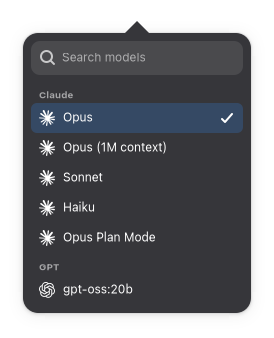 Search models
Claude
Opus
Opus (1M context)
Sonnet
Haiku
Opus Plan Mode
GPT
gpt-oss:20b